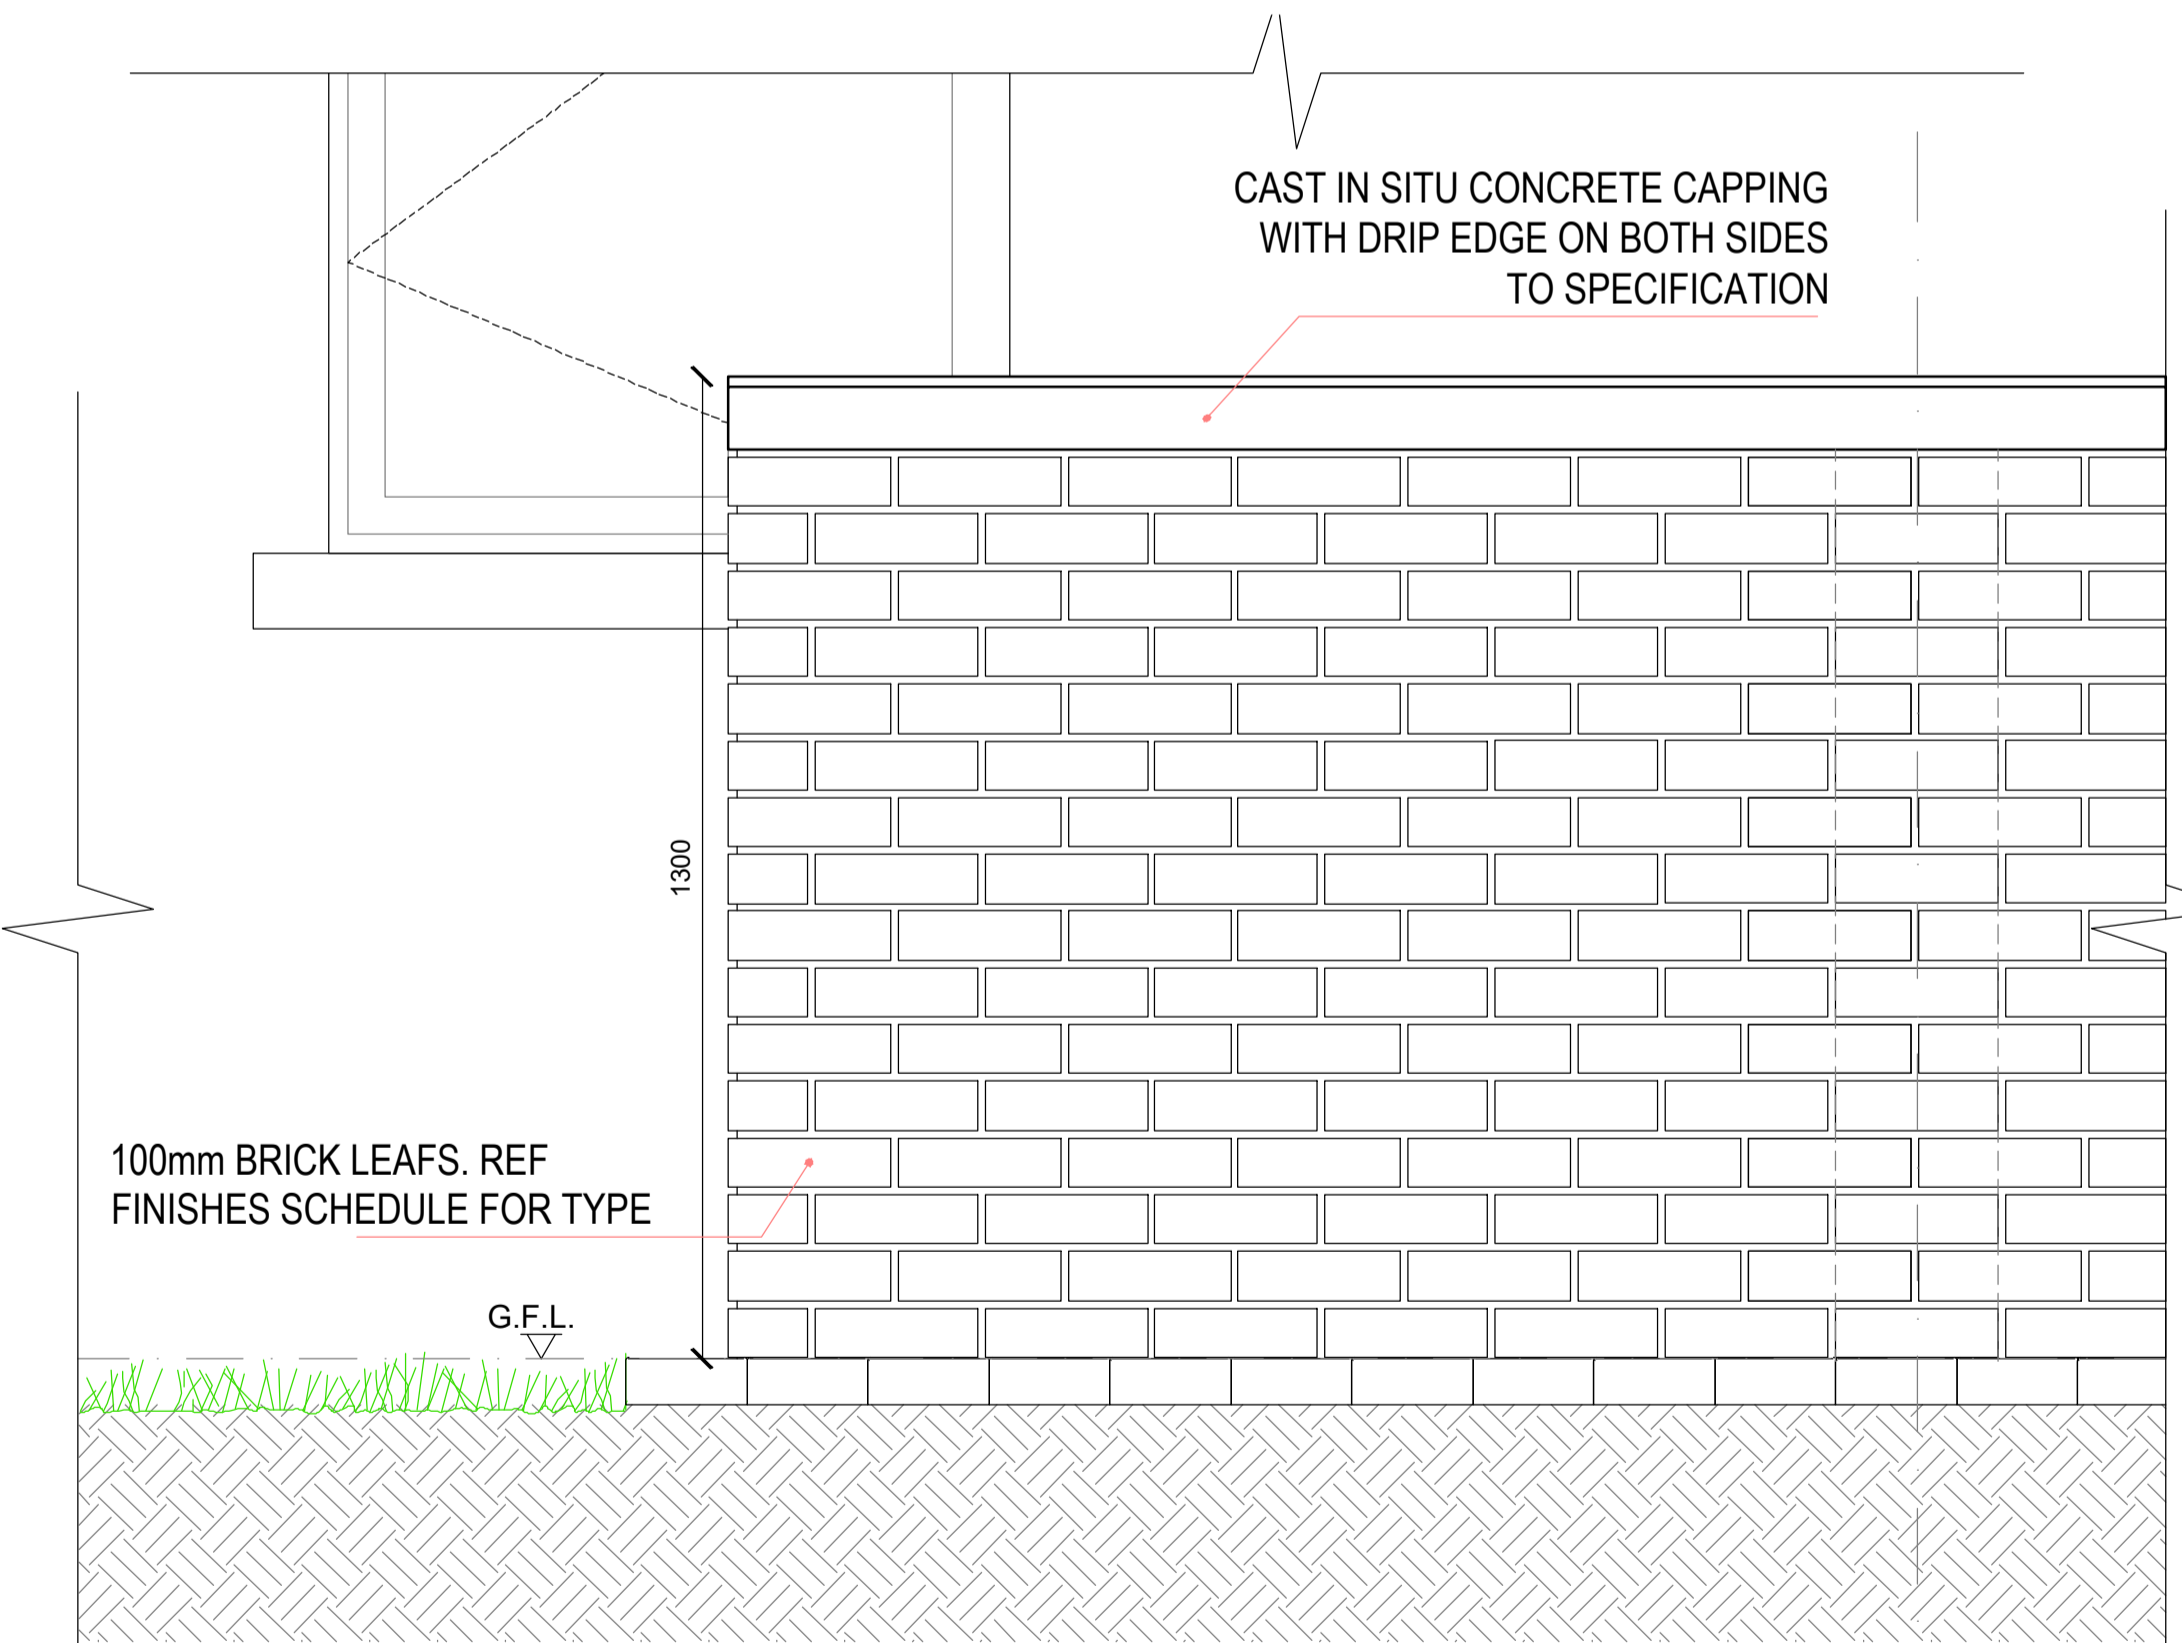 CAST IN SITU CONCRETE CAPPING
WITH DRIP EDGE ON BOTH SIDES
TO SPECIFICATION
1300
100mm BRICK LEAFS. REF
FINISHES SCHEDULE FOR TYPE
G.F.L.